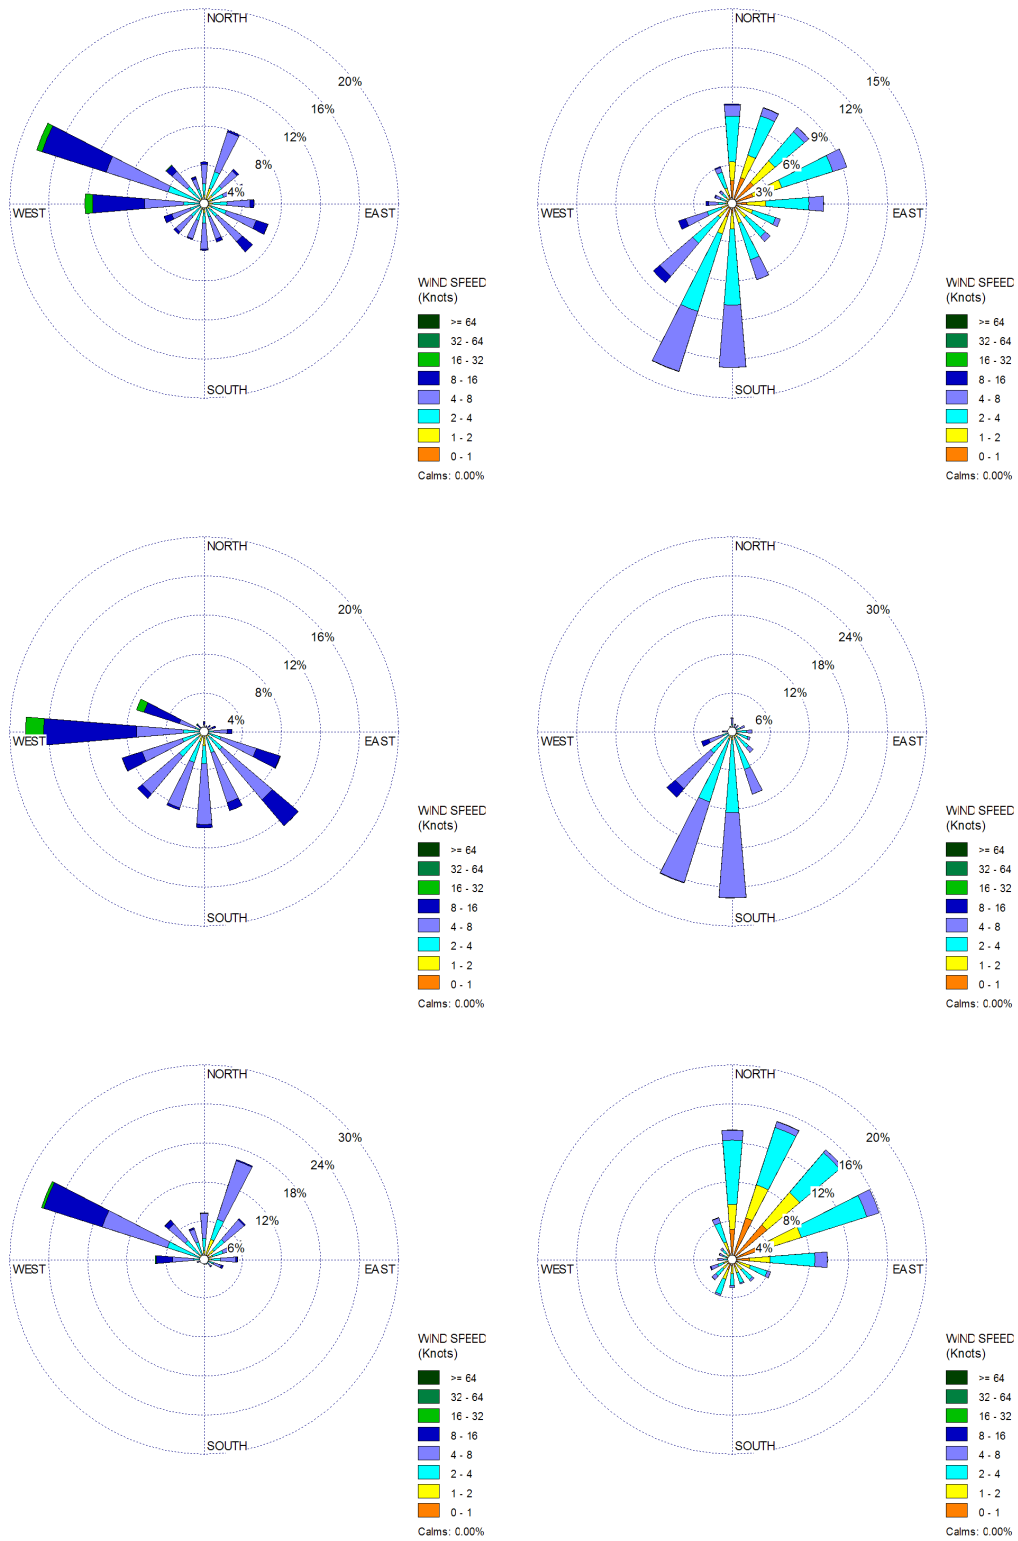 NORTH
20%
16%
12%
8%
4%
WEST
EAST
SOUTH
WIND SPEED
(Knots)
>= 64
32 - 64
16 - 32
8 - 16
4 - 8
2 - 4
1 - 2
0 - 1
Calms: 0.00%
NORTH
15%
12%
9%
6%
3%
WEST
EAST
SOUTH
WIND SPEED
(Knots)
>= 64
32 - 64
16 - 32
8 - 16
4 - 8
2 - 4
1 - 2
0 - 1
Calms: 0.00%
NORTH
20%
16%
12%
8%
4%
WEST
EAST
SOUTH
WIND SPEED
(Knots)
>= 64
32 - 64
16 - 32
8 - 16
4 - 8
2 - 4
1 - 2
0 - 1
Calms: 0.00%
NORTH
30%
24%
18%
12%
6%
WEST
EAST
SOUTH
WIND SPEED
(Knots)
>= 64
32 - 64
16 - 32
8 - 16
4 - 8
2 - 4
1 - 2
0 - 1
Calms: 0.00%
NORTH
30%
24%
18%
12%
6%
WEST
EAST
SOUTH
WIND SPEED
(Knots)
>= 64
32 - 64
16 - 32
8 - 16
4 - 8
2 - 4
1 - 2
0 - 1
Calms: 0.00%
NORTH
20%
16%
12%
8%
4%
WEST
EAST
SOUTH
WIND SPEED
(Knots)
>= 64
32 - 64
16 - 32
8 - 16
4 - 8
2 - 4
1 - 2
0 - 1
Calms: 0.00%